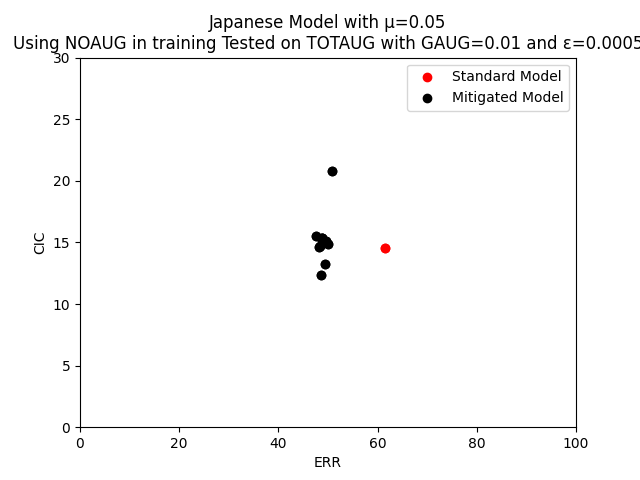 Japanese Model with μ=0.05
Using NOAUG in training Tested on TOTAUG with GAUG=0.01 and ε=0.0005
Standard Model
Mitigated Model
30
25
20
15
10
5
0
CIC
0 20 40 60 80 100
ERR